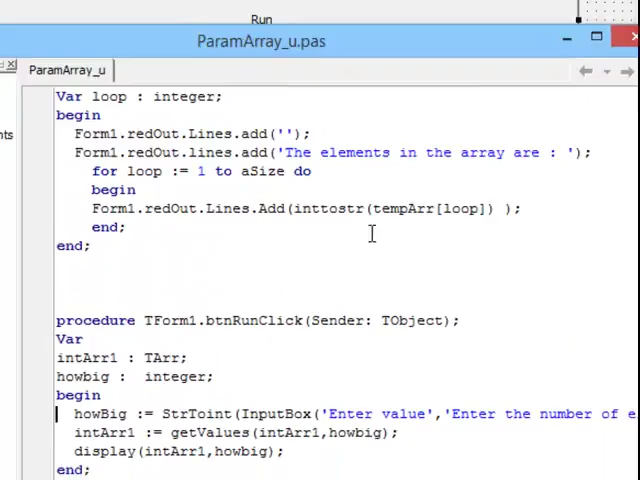 Run
ParamArray_u.pas
ParamArray_u
Var loop : integer;
begin
Form1.redOut.Lines.add('');
nts
Form1.redOut.lines.add('The elements in the array are : ');
for loop := 1 to aSize do
begin
Form1.redOut.Lines.Add(inttostr(tempArr[loop]) );
end;
end;
procedure TForm1.btnRunClick(Sender: TObject);
Var
intArr1 : TArr;
howbig : integer;
begin
howBig := StrToint(InputBox('Enter value','Enter the number of e
intArr1 := getValues(intArr1,howbig);
display(intArr1,howbig);
end;